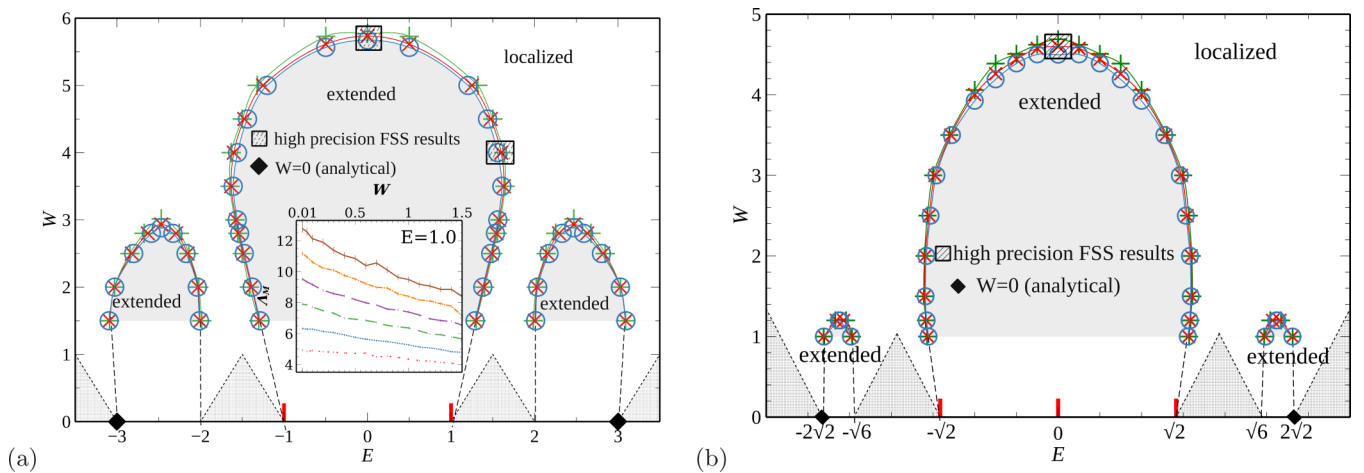 (a)
W
6
5
4
3
2
1
0
localized
extended
high precision FSS results
W=0 (analytical)
W
0.01 0.5 1 1.5
E=1.0
Λ_M
12
10
8
6
4
extended
extended
−3 −2 −1 0 1 2 3
E
(b)
W
5
4
3
2
1
0
localized
extended
high precision FSS results
W=0 (analytical)
extended
extended
-2√2 -√6 -√2 0 √2 √6 2√2
E